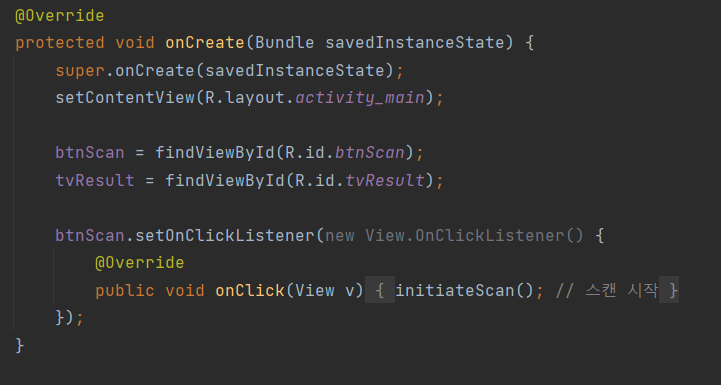 @Override
protected void onCreate(Bundle savedInstanceState) {
super.onCreate(savedInstanceState);
setContentView(R.layout.activity_main);
btnScan = findViewById(R.id.btnScan);
tvResult = findViewById(R.id.tvResult);
btnScan.setOnClickListener(new View.OnClickListener() {
@Override
public void onClick(View v) { initiateScan(); // 스캔 시작 }
});
}